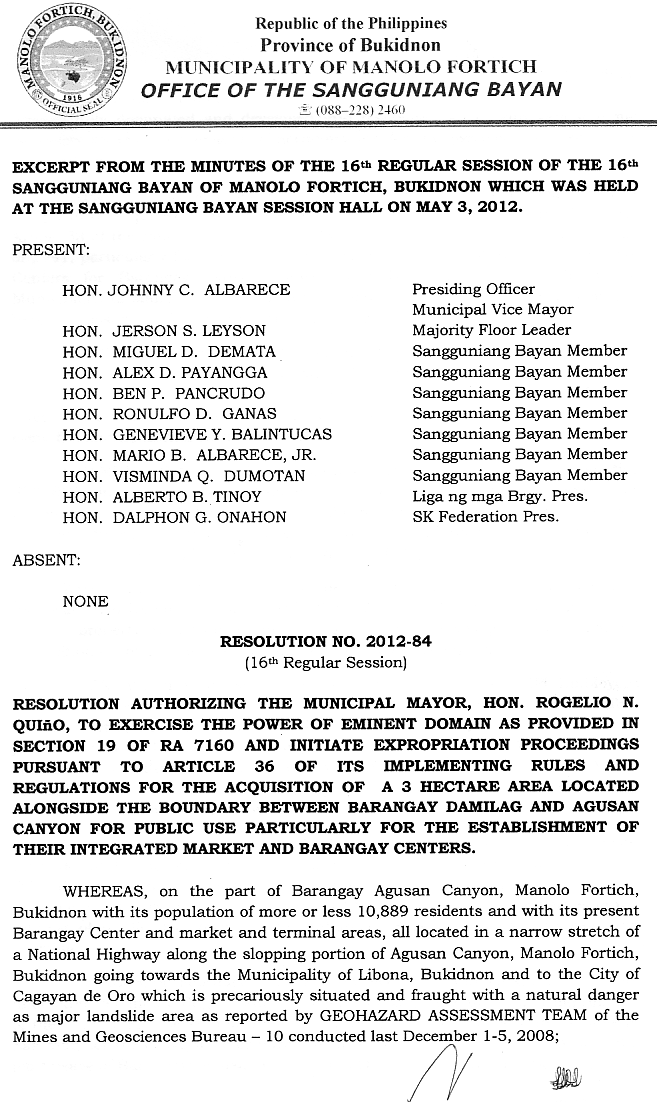 MANOLO FORTICH, BUKIDNON
1916
OFFICIAL SEAL
Republic of the Philippines
Province of Bukidnon
MUNICIPALITY OF MANOLO FORTICH
OFFICE OF THE SANGGUNIANG BAYAN
☏ (088–228) 2460
EXCERPT FROM THE MINUTES OF THE 16th REGULAR SESSION OF THE 16th
SANGGUNIANG BAYAN OF MANOLO FORTICH, BUKIDNON WHICH WAS HELD
AT THE SANGGUNIANG BAYAN SESSION HALL ON MAY 3, 2012.
PRESENT:
HON. JOHNNY C. ALBARECE Presiding Officer
Municipal Vice Mayor
HON. JERSON S. LEYSON Majority Floor Leader
HON. MIGUEL D. DEMATA Sangguniang Bayan Member
HON. ALEX D. PAYANGGA Sangguniang Bayan Member
HON. BEN P. PANCRUDO Sangguniang Bayan Member
HON. RONULFO D. GANAS Sangguniang Bayan Member
HON. GENEVIEVE Y. BALINTUCAS Sangguniang Bayan Member
HON. MARIO B. ALBARECE, JR. Sangguniang Bayan Member
HON. VISMINDA Q. DUMOTAN Sangguniang Bayan Member
HON. ALBERTO B. TINOY Liga ng mga Brgy. Pres.
HON. DALPHON G. ONAHON SK Federation Pres.
ABSENT:
NONE
RESOLUTION NO. 2012-84
(16th Regular Session)
RESOLUTION AUTHORIZING THE MUNICIPAL MAYOR, HON. ROGELIO N.
QUIñO, TO EXERCISE THE POWER OF EMINENT DOMAIN AS PROVIDED IN
SECTION 19 OF RA 7160 AND INITIATE EXPROPRIATION PROCEEDINGS
PURSUANT TO ARTICLE 36 OF ITS IMPLEMENTING RULES AND
REGULATIONS FOR THE ACQUISITION OF A 3 HECTARE AREA LOCATED
ALONGSIDE THE BOUNDARY BETWEEN BARANGAY DAMILAG AND AGUSAN
CANYON FOR PUBLIC USE PARTICULARLY FOR THE ESTABLISHMENT OF
THEIR INTEGRATED MARKET AND BARANGAY CENTERS.
WHEREAS, on the part of Barangay Agusan Canyon, Manolo Fortich,
Bukidnon with its population of more or less 10,889 residents and with its present
Barangay Center and market and terminal areas, all located in a narrow stretch of
a National Highway along the slopping portion of Agusan Canyon, Manolo Fortich,
Bukidnon going towards the Municipality of Libona, Bukidnon and to the City of
Cagayan de Oro which is precariously situated and fraught with a natural danger
as major landslide area as reported by GEOHAZARD ASSESSMENT TEAM of the
Mines and Geosciences Bureau – 10 conducted last December 1-5, 2008;